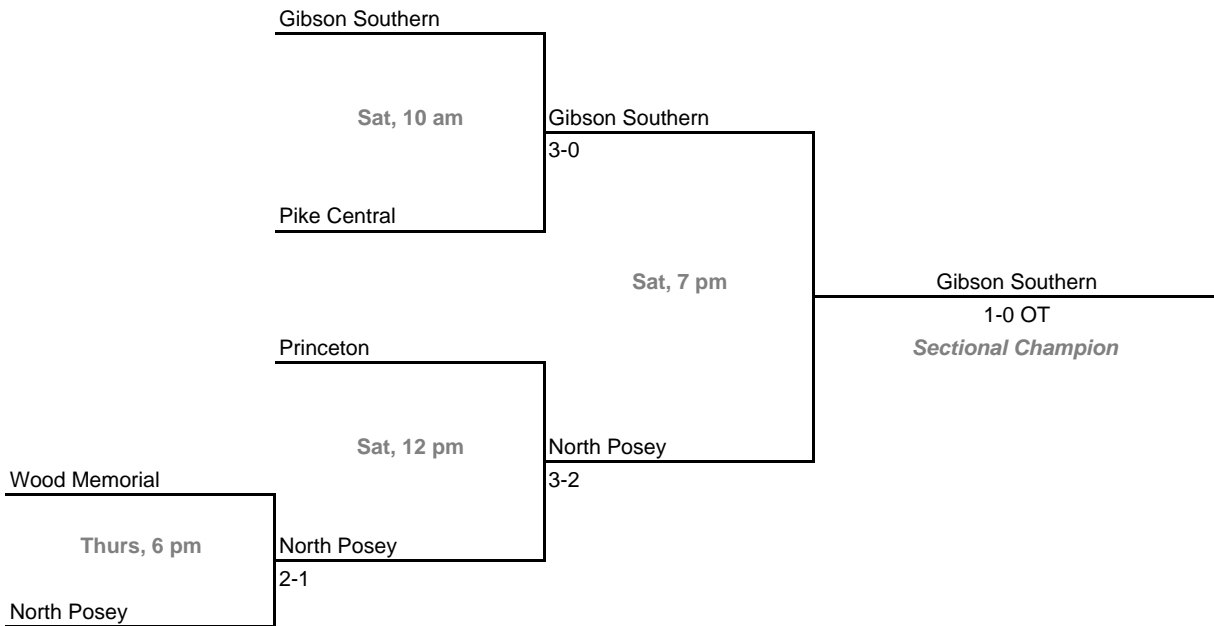 Gibson Southern
Sat, 10 am
Gibson Southern
3-0
Pike Central
Sat, 7 pm
Gibson Southern
1-0 OT
Sectional Champion
Princeton
Sat, 12 pm
North Posey
3-2
Wood Memorial
Thurs, 6 pm
North Posey
2-1
North Posey